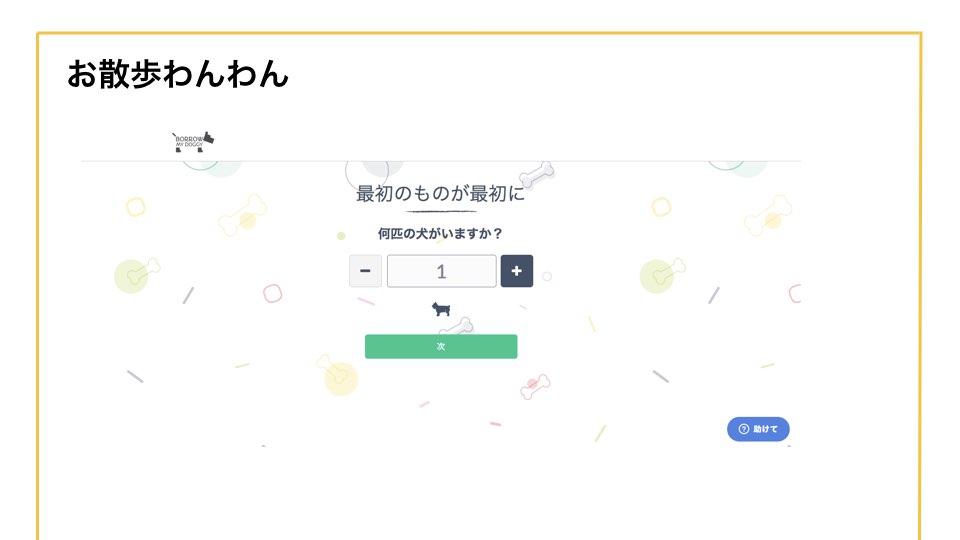 お散歩わんわん
BORROW
MY DOGGY
最初のものが最初に
何匹の犬がいますか？
− 1 +
次
助けて